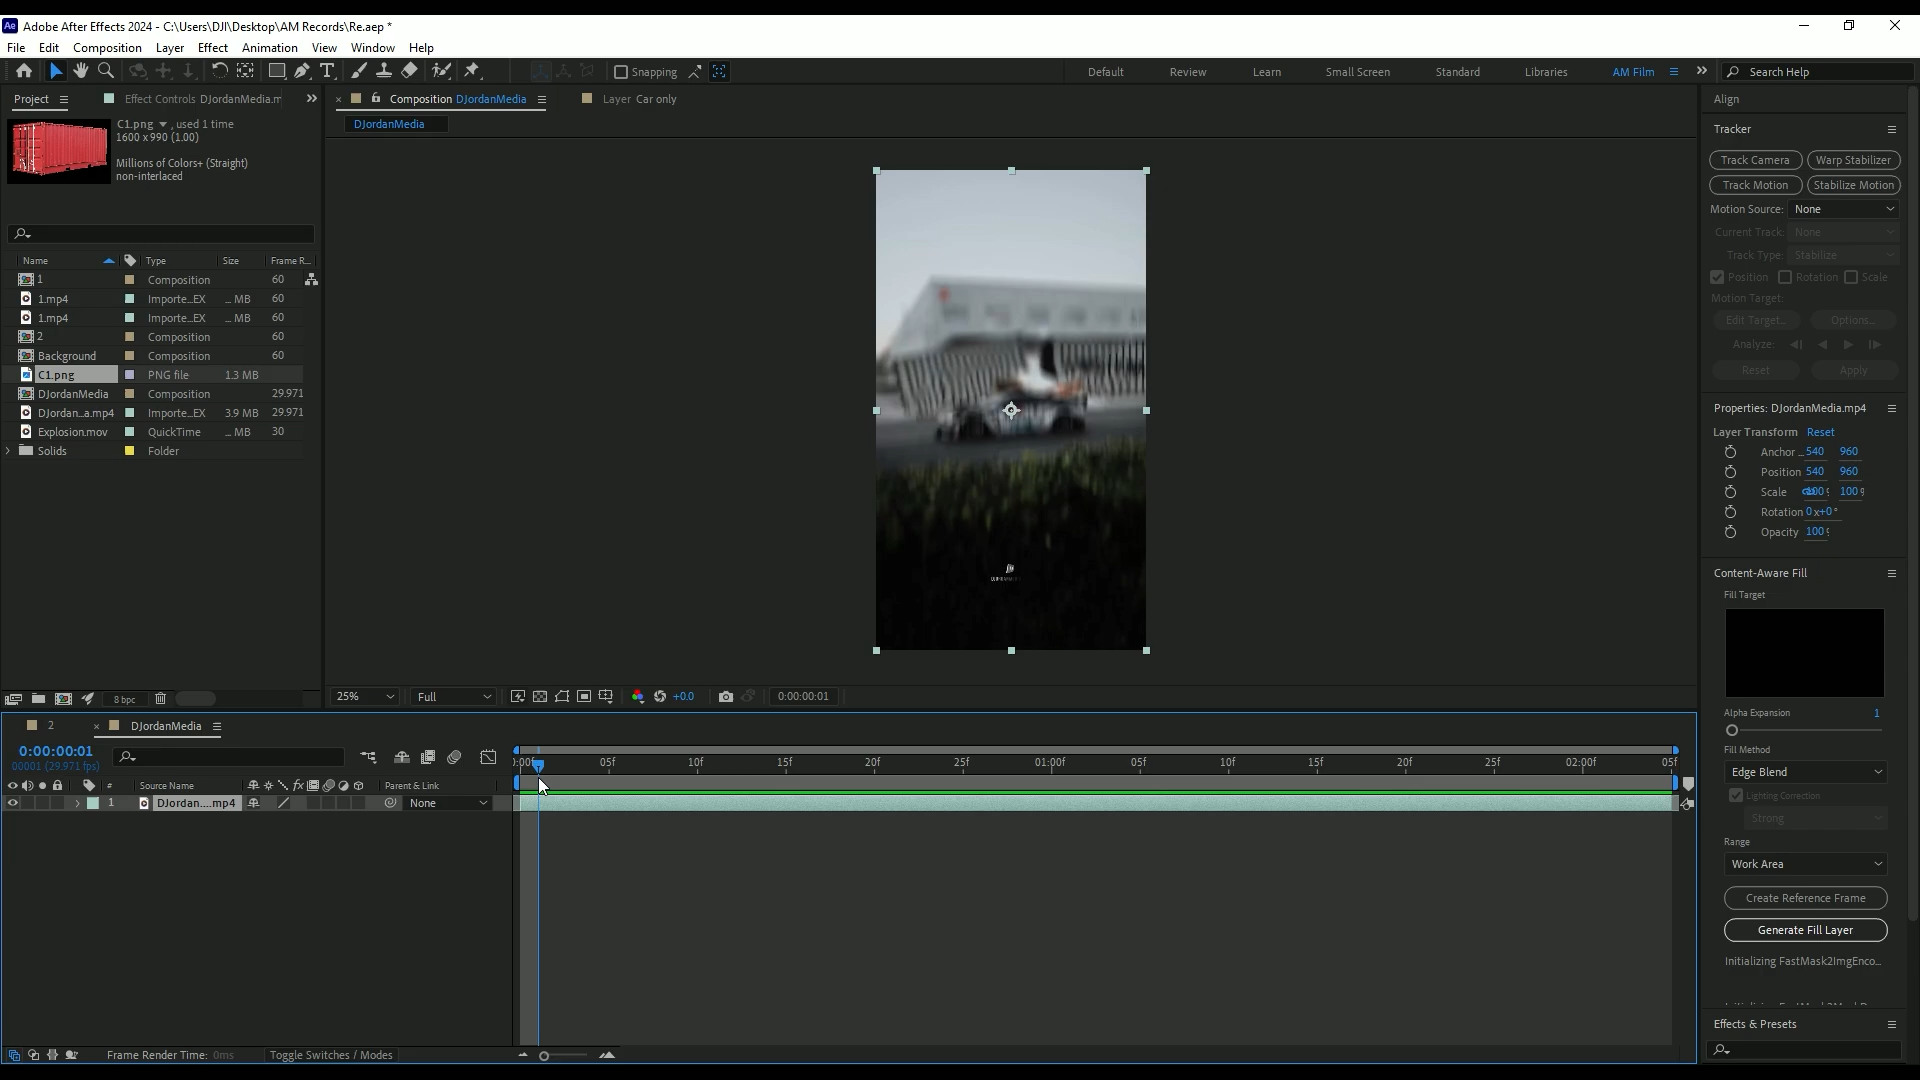 Ae Adobe After Effects 2024 - C:\Users\DJI\Desktop\AM Records\Re.aep *
File Edit Composition Layer Effect Animation View Window Help
Snapping
Default Review Learn Small Screen Standard Libraries AM Film Search Help
Project Effect Controls DJordanMedia.m
Composition DJordanMedia
Layer Car only
Align
C1.png , used 1 time
1600 x 990 (1.00)
Millions of Colors+ (Straight)
non-interlaced
DJordanMedia
Tracker
Track Camera Warp Stabilizer
Track Motion Stabilize Motion
Motion Source: None
Current Track: None
Track Type: Stabilize
Position Rotation Scale
Motion Target:
Edit Target... Options...
Analyze:
Reset Apply
Name Type Size Frame R...
1 Composition 60
1.mp4 Importe...EX ... MB 60
1.mp4 Importe...EX ... MB 60
2 Composition 60
Background Composition 60
C1.png PNG file 1.3 MB
DJordanMedia Composition 29.971
DJordan...a.mp4 Importe...EX 3.9 MB 29.971
Explosion.mov QuickTime ... MB 30
Solids Folder
Properties: DJordanMedia.mp4
Layer Transform Reset
Anchor ... 540 960
Position 540 960
Scale 100 100
Rotation 0x+0°
Opacity 100
Content-Aware Fill
Fill Target
Alpha Expansion 1
Fill Method
Edge Blend
Lighting Correction
Strong
Range
Work Area
Create Reference Frame
Generate Fill Layer
Initializing FastMask2ImgEnco...
Effects & Presets
8 bpc
25% Full +0.0 0:00:00:01
2 DJordanMedia
0:00:00:01
00001 (29.971 fps)
:00f 05f 10f 15f 20f 25f 01:00f 05f 10f 15f 20f 25f 02:00f 05f
# Source Name fx Parent & Link
1 DJordan....mp4 None
Frame Render Time: 0ms Toggle Switches / Modes